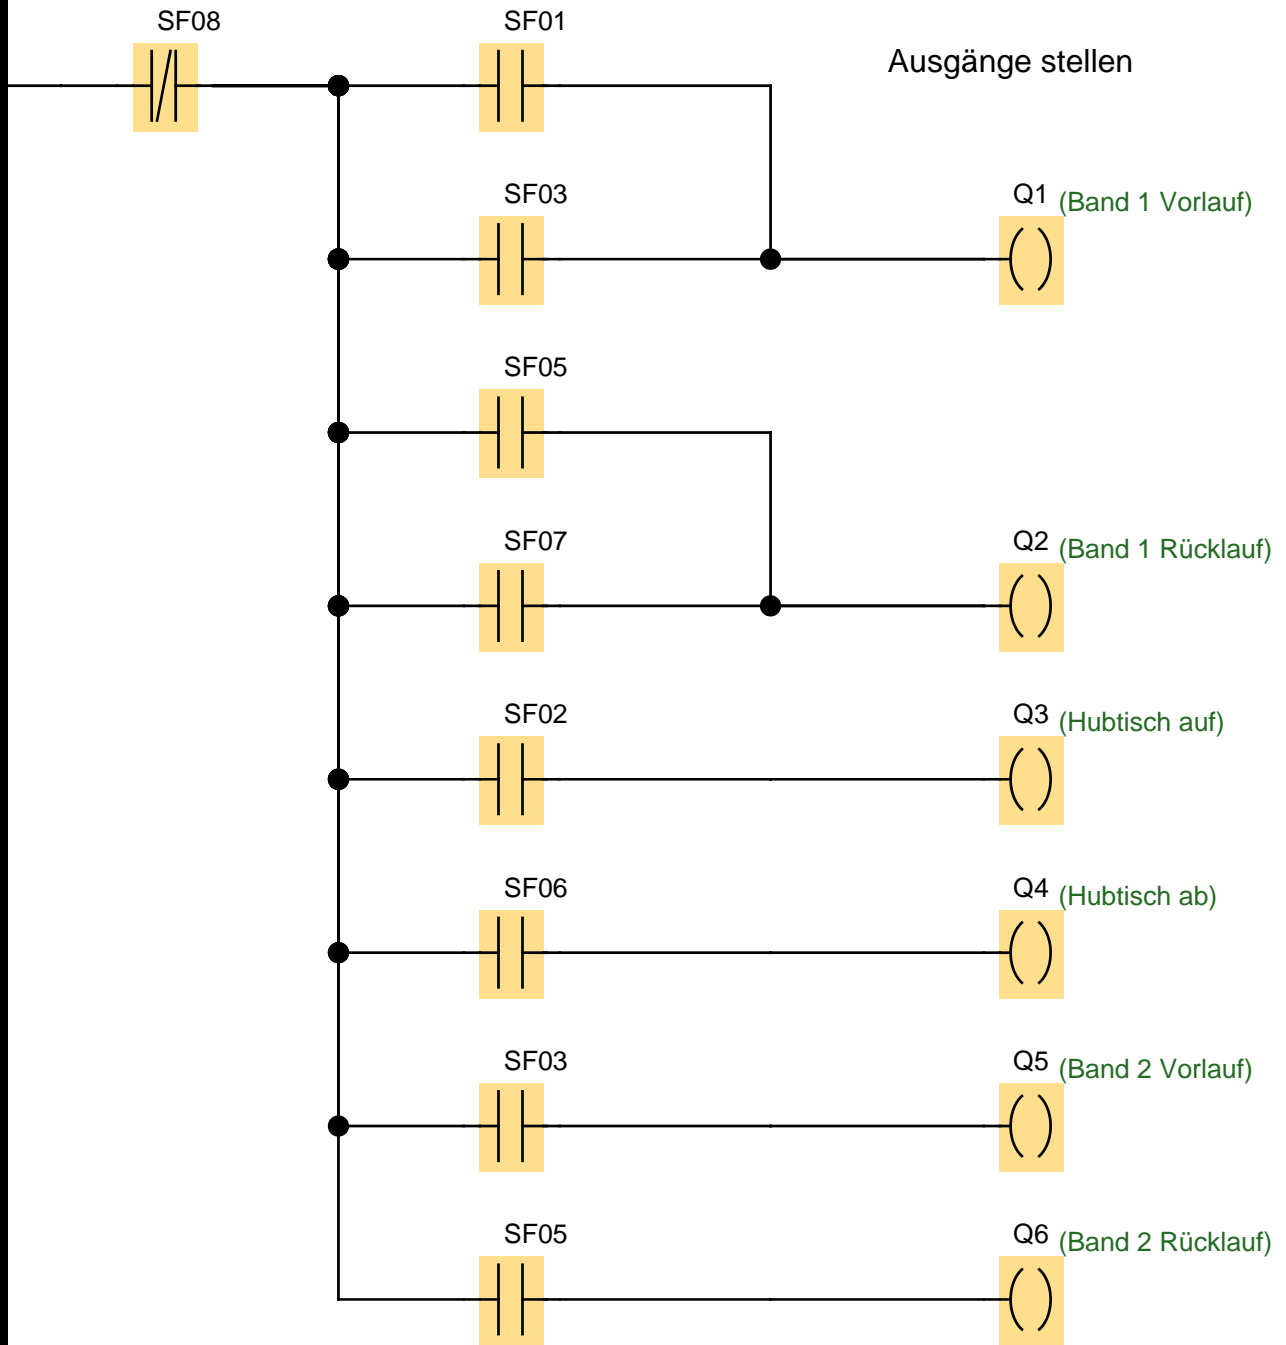 SF08
SF01
Ausgänge stellen
SF03
Q1 (Band 1 Vorlauf)
SF05
SF07
Q2 (Band 1 Rücklauf)
SF02
Q3 (Hubtisch auf)
SF06
Q4 (Hubtisch ab)
SF03
Q5 (Band 2 Vorlauf)
SF05
Q6 (Band 2 Rücklauf)